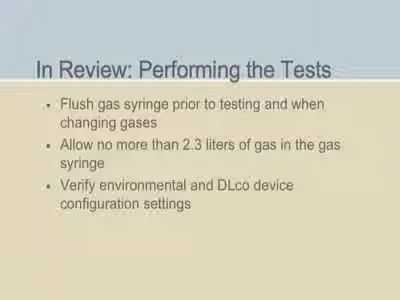 In Review: Performing the Tests
Flush gas syringe prior to testing and when
changing gases
Allow no more than 2.3 liters of gas in the gas
syringe
Verify environmental and DLco device
configuration settings